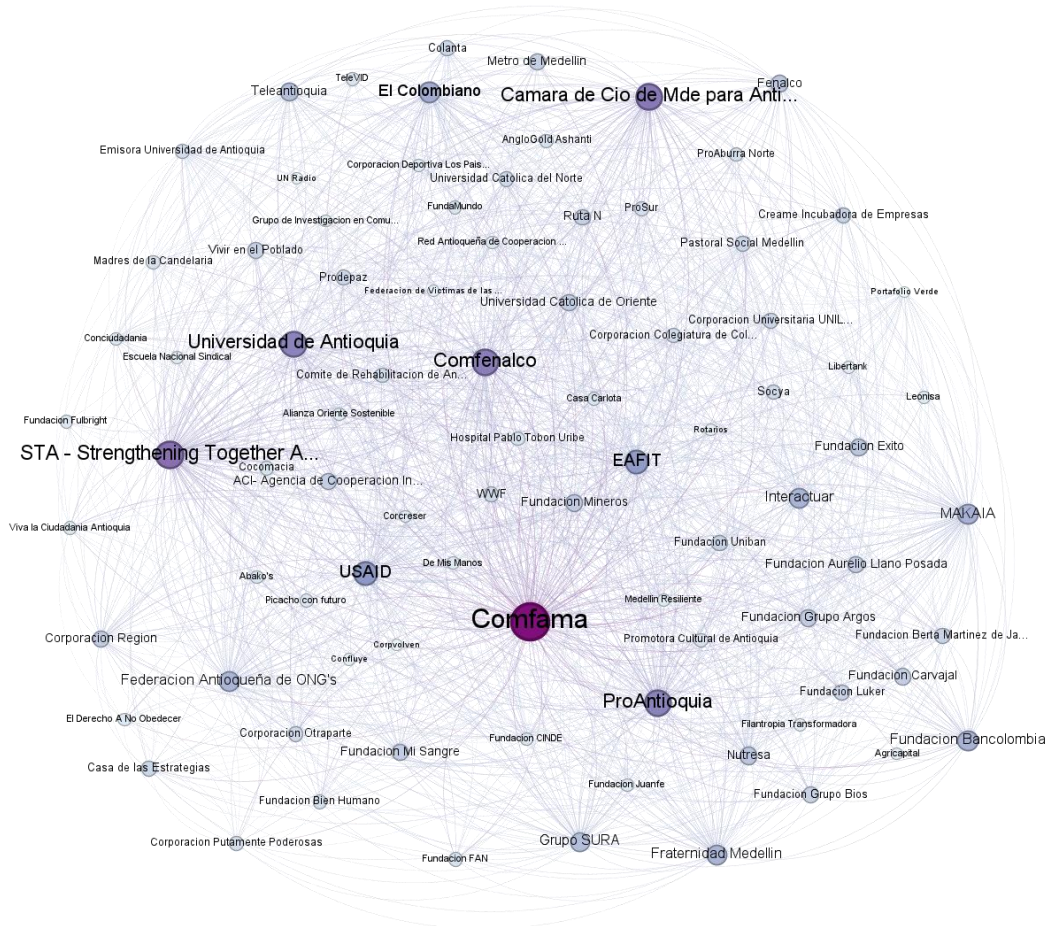 Colanta
Metro de Medellin
TeleVID
Fenalco
Teleantioquia
El Colombiano
Camara de Cio de Mde para Anti...
AngloGold Ashanti
Emisora Universidad de Antioquia
ProAburra Norte
Corporacion Deportiva Los Pais...
UN Radio
Universidad Catolica del Norte
FundaMundo
ProSur
Grupo de Investigacion en Comu...
Ruta N
Creame Incubadora de Empresas
Vivir en el Poblado
Red Antioqueña de Cooperacion ...
Pastoral Social Medellin
Madres de la Candelaria
Prodepaz
Federacion de Victimas de las ...
Portafolio Verde
Universidad Catolica de Oriente
Corporacion Universitaria UNIL...
Conciudadania
Universidad de Antioquia
Corporacion Colegiatura de Col...
Escuela Nacional Sindical
Comfenalco
Libertank
Comite de Rehabilitacion de An...
Socya
Casa Carlota
Leonisa
Alianza Oriente Sostenible
Fundacion Fulbright
Rotarios
Hospital Pablo Tobon Uribe
Fundacion Exito
STA - Strengthening Together A...
EAFIT
Cocomacia
ACI- Agencia de Cooperacion In...
WWF
Fundacion Mineros
Interactuar
MAKAIA
Corcreser
Viva la Ciudadania Antioquia
Fundacion Uniban
De Mis Manos
Fundacion Aurelio Llano Posada
USAID
Abako's
Picacho con futuro
Medellin Resiliente
Comfama
Fundacion Grupo Argos
Corporacion Region
Promotora Cultural de Antioquia
Fundacion Berta Martinez de Ja...
Corpvolven
Confluye
Fundacion Carvajal
Federacion Antioqueña de ONG's
Fundacion Luker
ProAntioquia
El Derecho A No Obedecer
Filantropia Transformadora
Corporacion Otraparte
Fundacion CINDE
Fundacion Bancolombia
Fundacion Mi Sangre
Nutresa
Agricapital
Casa de las Estrategias
Fundacion Juanfe
Fundacion Grupo Bios
Fundacion Bien Humano
Corporacion Putamente Poderosas
Grupo SURA
Fraternidad Medellin
Fundacion FAN